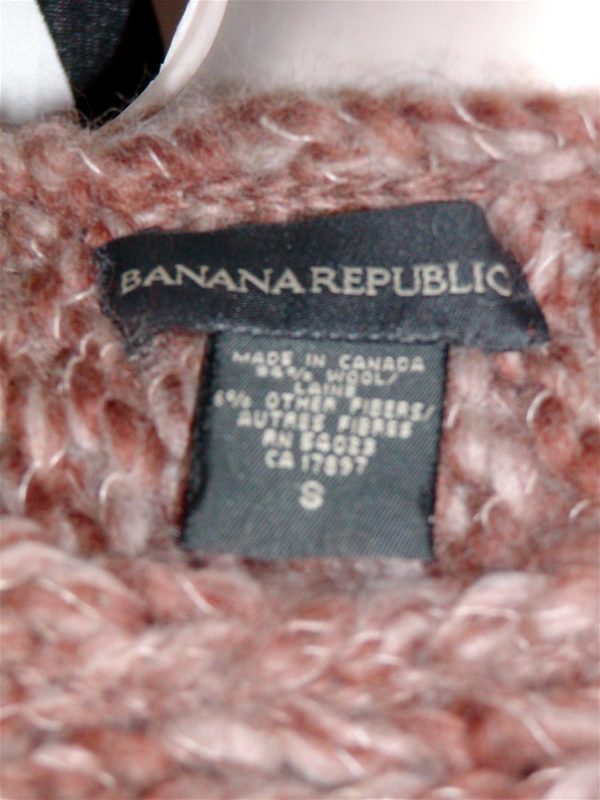 BANANA REPUBLIC
MADE IN CANADA
94% WOOL/
LAINE
6% OTHER FIBERS/
AUTRES FIBRES
RN 54023
CA 17897
S